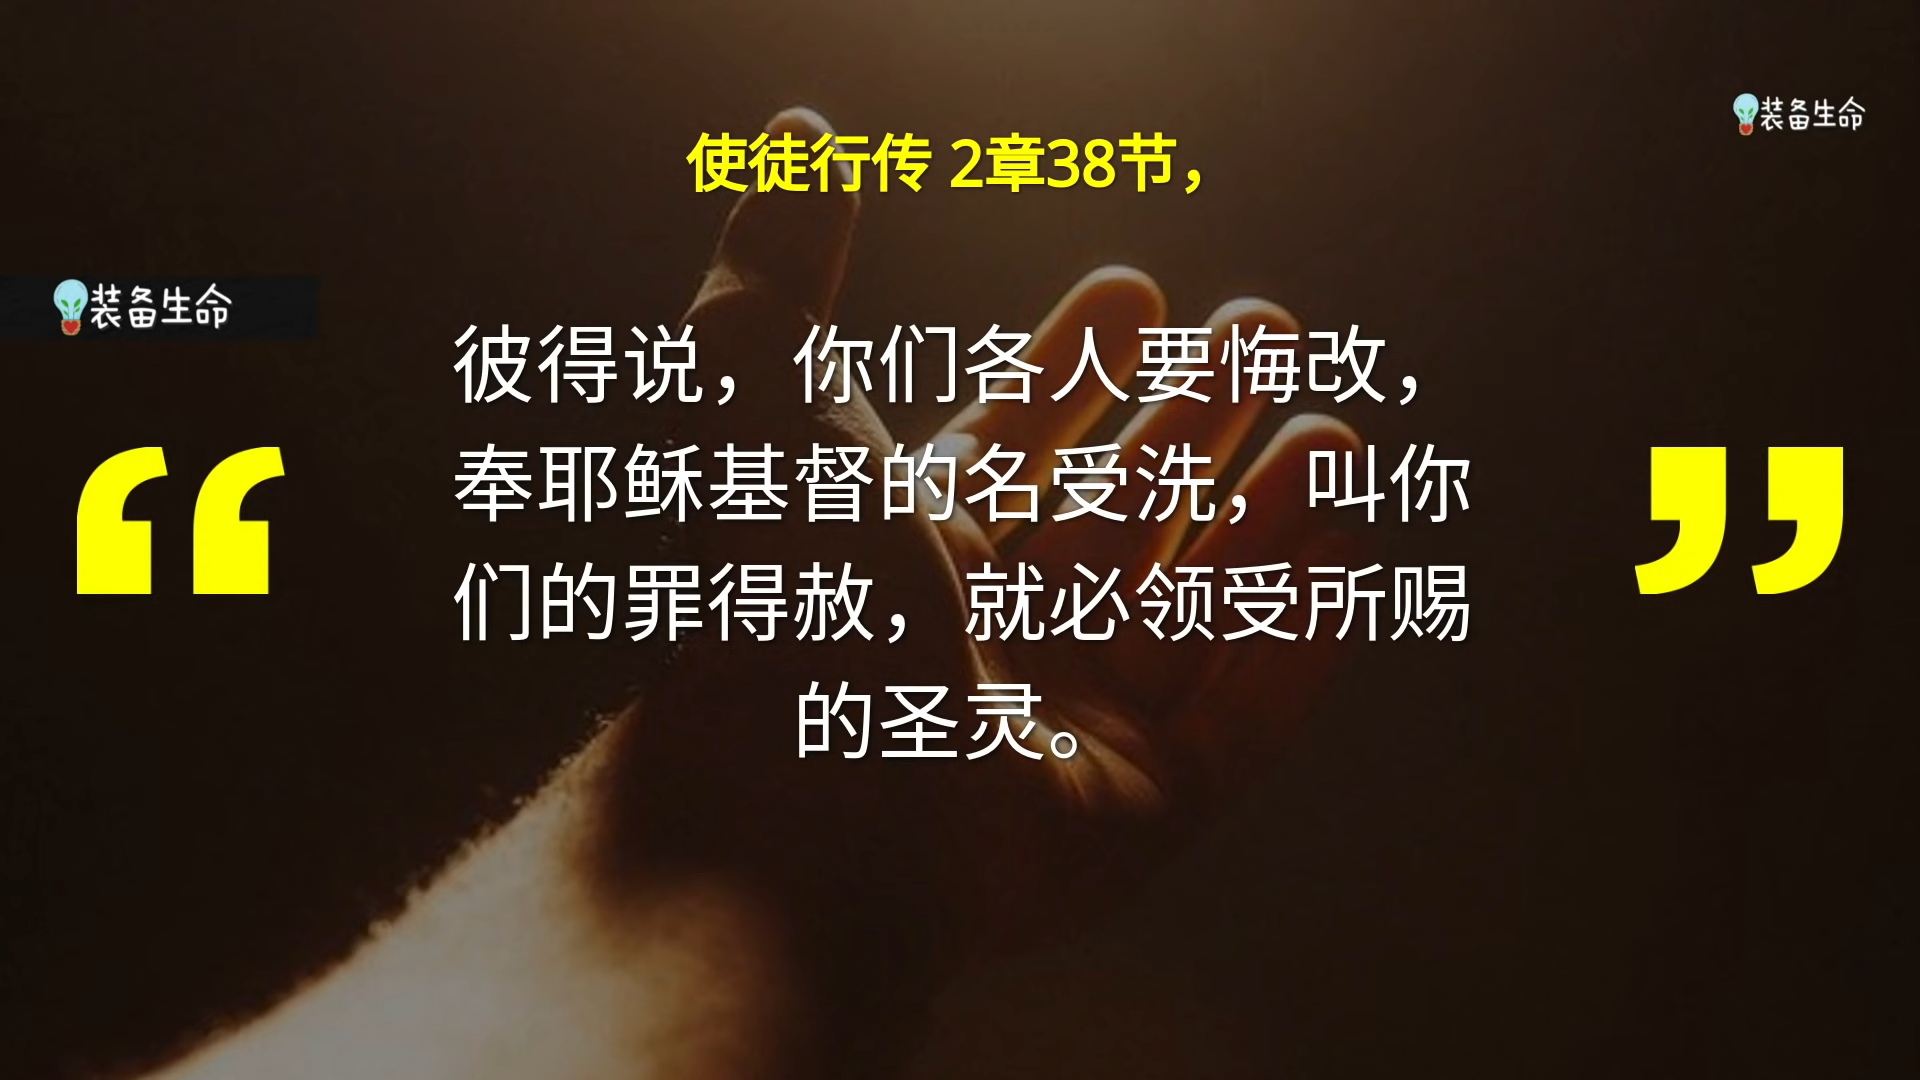 装备生命
使徒行传 2章38节，
装备生命
“
彼得说，你们各人要悔改，
奉耶稣基督的名受洗，叫你
们的罪得赦，就必领受所赐
的圣灵。
”